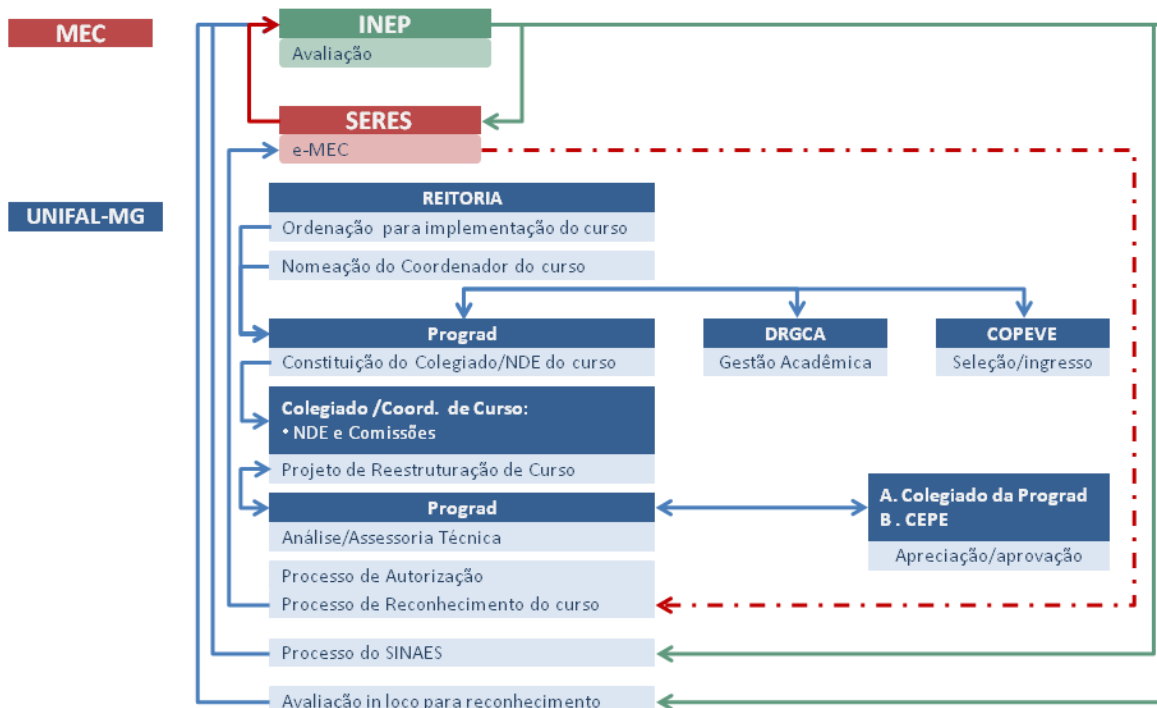 MEC
INEP
Avaliação
SERES
e-MEC
UNIFAL-MG
REITORIA
Ordenação para implementação do curso
Nomeação do Coordenador do curso
Prograd
Constituição do Colegiado/NDE do curso
DRGCA
Gestão Acadêmica
COPEVE
Seleção/ingresso
Colegiado /Coord. de Curso:
• NDE e Comissões
Projeto de Reestruturação de Curso
Prograd
Análise/Assessoria Técnica
A. Colegiado da Prograd
B . CEPE
Apreciação/aprovação
Processo de Autorização
Processo de Reconhecimento do curso
Processo do SINAES
Avaliação in loco para reconhecimento